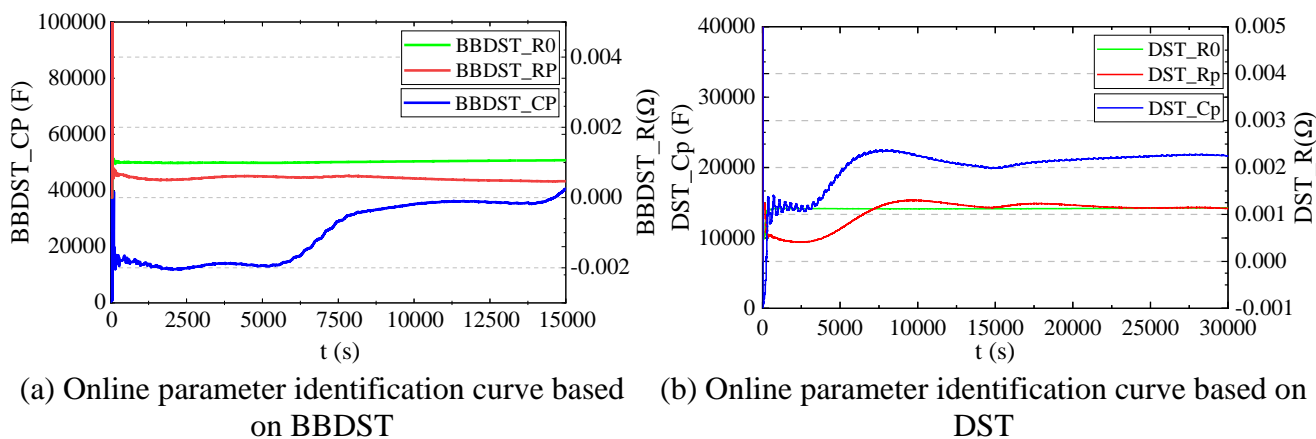 100000
80000
60000
40000
20000
0
BBDST_CP (F)
BBDST_R0
BBDST_RP
BBDST_CP
0.004
0.002
0.000
-0.002
BBDST_R(Ω)
0 2500 5000 7500 10000 12500 15000
t (s)
(a) Online parameter identification curve based
on BBDST
40000
30000
20000
10000
0
DST_Cp (F)
DST_R0
DST_Rp
DST_Cp
0.005
0.004
0.003
0.002
0.001
0.000
-0.001
DST_R(Ω)
0 5000 10000 15000 20000 25000 30000
t (s)
(b) Online parameter identification curve based on
DST